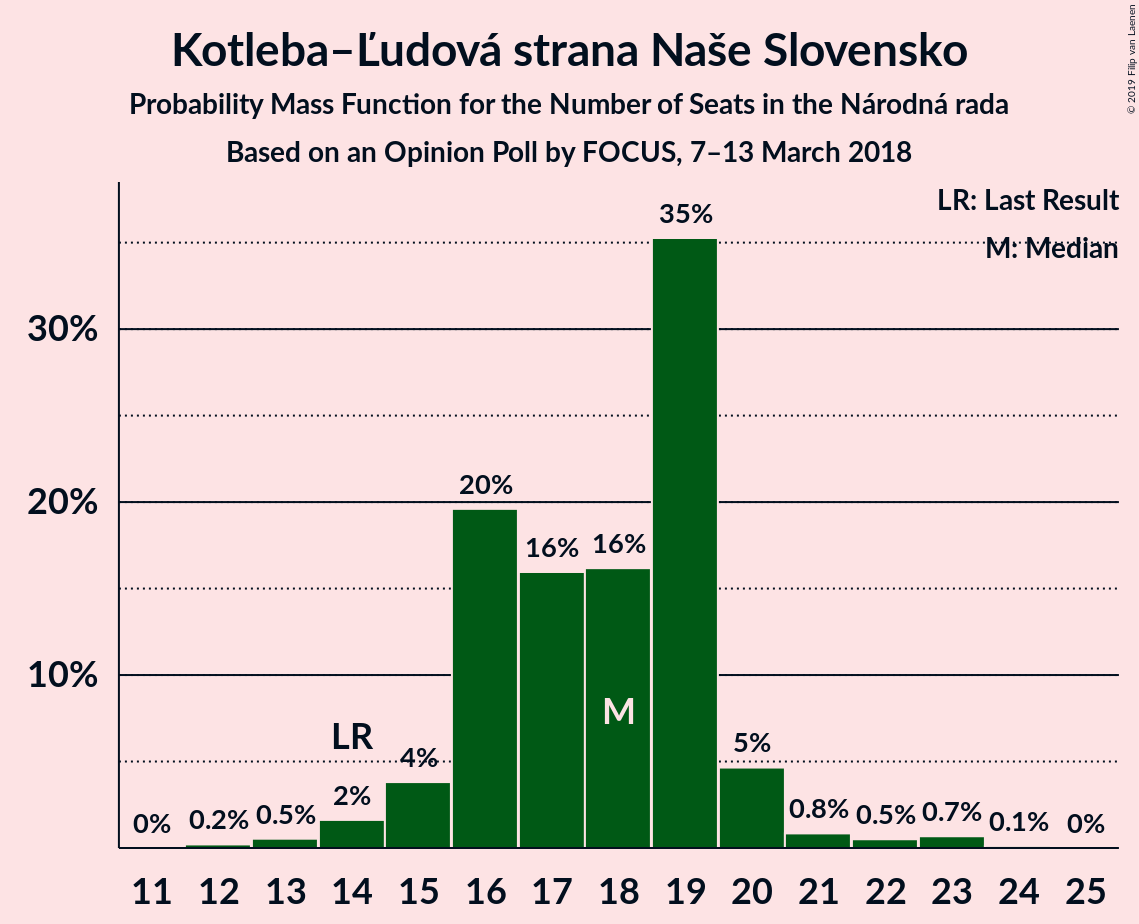 Kotleba–Ľudová strana Naše Slovensko
Probability Mass Function for the Number of Seats in the Národná rada
Based on an Opinion Poll by FOCUS, 7–13 March 2018
© 2019 Filip van Laenen
LR: Last Result
M: Median
30%
20%
10%
0%
0.2%
0.5%
2%
LR
4%
20%
16%
16%
M
35%
5%
0.8%
0.5%
0.7%
0.1%
0%
11 12 13 14 15 16 17 18 19 20 21 22 23 24 25